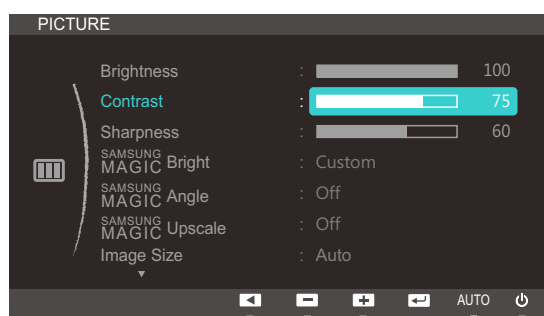 PICTURE
Brightness : 100
Contrast : 75
Sharpness : 60
SAMSUNG MAGIC Bright : Custom
SAMSUNG MAGIC Angle : Off
SAMSUNG MAGIC Upscale : Off
Image Size : Auto
AUTO